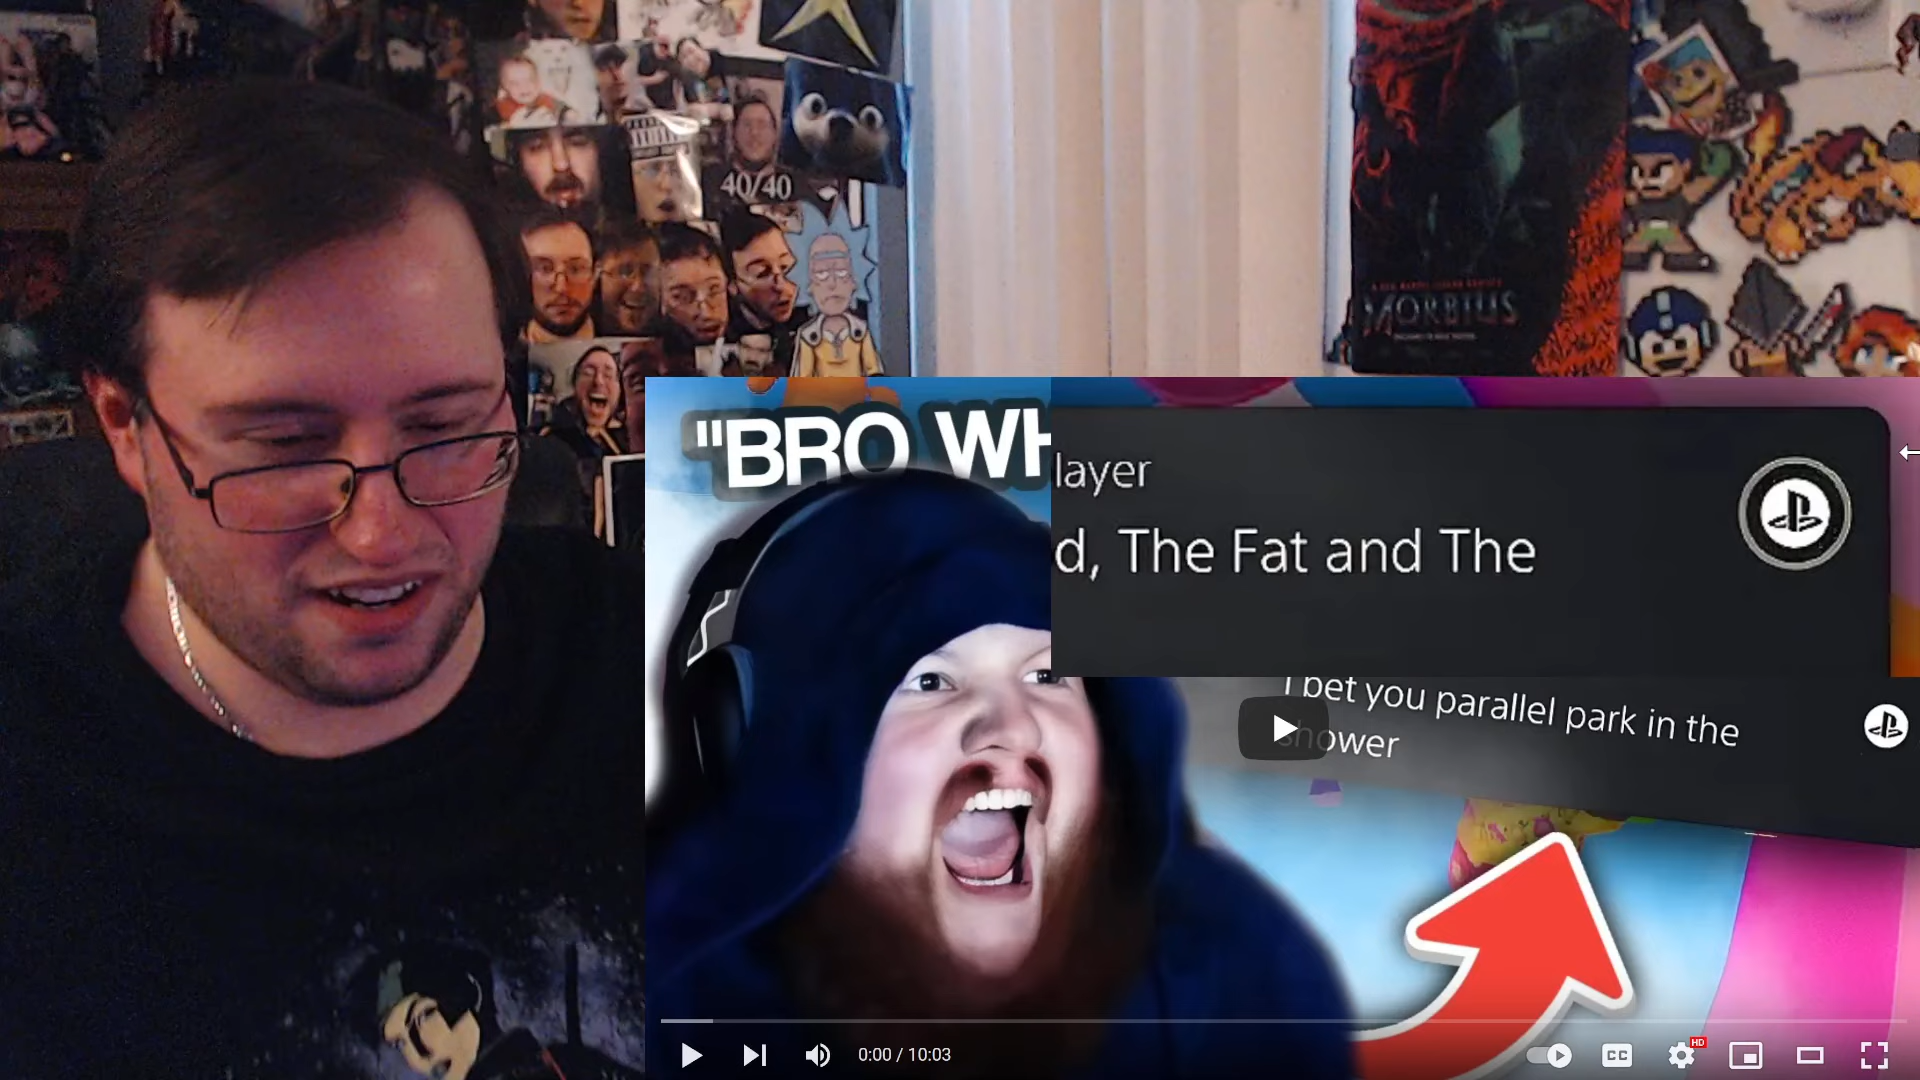 40/40
MORBIUS
"BRO WH
layer
d, The Fat and The
I bet you parallel park in the
shower
0:00 / 10:03
CC
HD